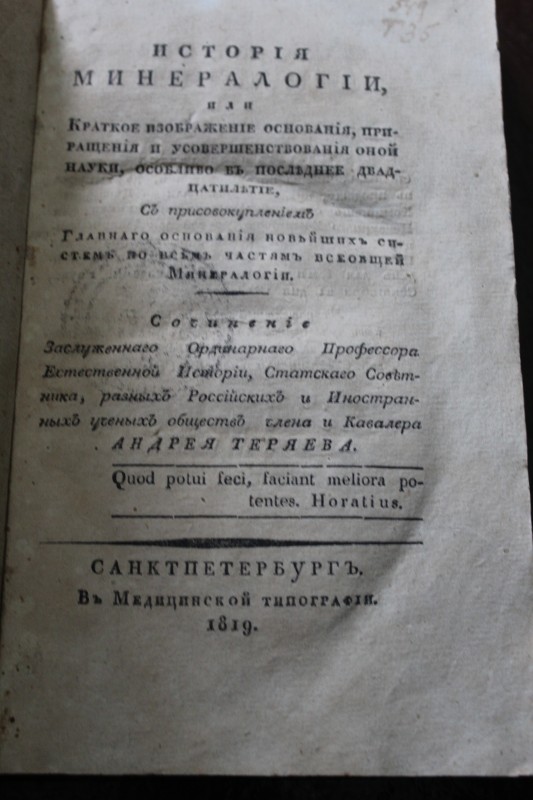 ИСТОРІЯ
МИНЕРАЛОГІИ,
ИЛИ
Краткое изображеніе основанія, при-
ращенія и усовершенствованія оной
науки, особливо въ послѣднее двад-
цатилѣтіе,
Съ присовокупленіемъ
Главнаго основанія новѣйшихъ си-
стемъ по всѣмъ частямъ всеобщей
Минералогіи.
Сочиненіе
Заслуженнаго Ординарнаго Профессора
Естественной Исторіи, Статскаго Совѣт-
ника, разныхъ Россійскихъ и Иностран-
ныхъ ученыхъ обществъ члена и Кавалера
АНДРЕЯ ТЕРЯЕВА.
Quod potui feci, faciant meliora po-
tentes. Horatius.
САНКТПЕТЕРБУРГЪ.
Въ Медицинской типографіи.
1819.